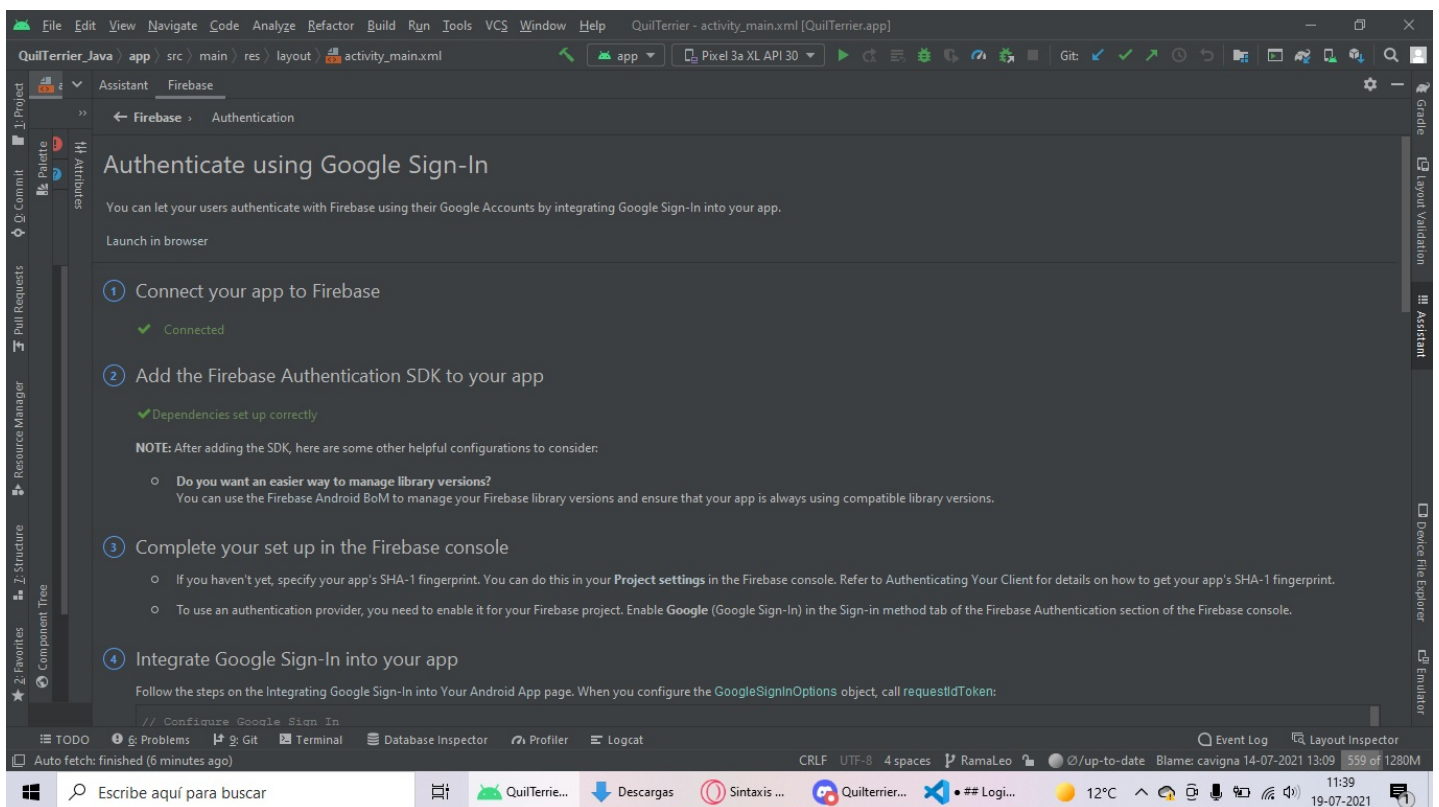 File Edit View Navigate Code Analyze Refactor Build Run Tools VCS Window Help QuilTerrier - activity_main.xml [QuilTerrier.app]
QuilTerrier_Java app src main res layout activity_main.xml app Pixel 3a XL API 30 Git:
Assistant Firebase
Firebase Authentication
Authenticate using Google Sign-In
You can let your users authenticate with Firebase using their Google Accounts by integrating Google Sign-In into your app.
Launch in browser
1 Connect your app to Firebase
Connected
2 Add the Firebase Authentication SDK to your app
Dependencies set up correctly
NOTE: After adding the SDK, here are some other helpful configurations to consider:
Do you want an easier way to manage library versions?
You can use the Firebase Android BoM to manage your Firebase library versions and ensure that your app is always using compatible library versions.
3 Complete your set up in the Firebase console
If you haven't yet, specify your app's SHA-1 fingerprint. You can do this in your Project settings in the Firebase console. Refer to Authenticating Your Client for details on how to get your app's SHA-1 fingerprint.
To use an authentication provider, you need to enable it for your Firebase project. Enable Google (Google Sign-In) in the Sign-in method tab of the Firebase Authentication section of the Firebase console.
4 Integrate Google Sign-In into your app
Follow the steps on the Integrating Google Sign-In into Your Android App page. When you configure the GoogleSignInOptions object, call requestIdToken:
// Configure Google Sign In
1: Project
0: Commit
Pull Requests
Resource Manager
7: Structure
2: Favorites
Palette
Component Tree
Attributes
Gradle
Layout Validation
Assistant
Device File Explorer
Emulator
TODO 6: Problems 9: Git Terminal Database Inspector Profiler Logcat Event Log Layout Inspector
Auto fetch: finished (6 minutes ago) CRLF UTF-8 4 spaces RamaLeo Ø/up-to-date Blame: cavigna 14-07-2021 13:09 559 of 1280M
Escribe aquí para buscar QuilTerrie... Descargas Sintaxis ... Quilterrier... ● ## Logi... 12°C 11:39
19-07-2021 1